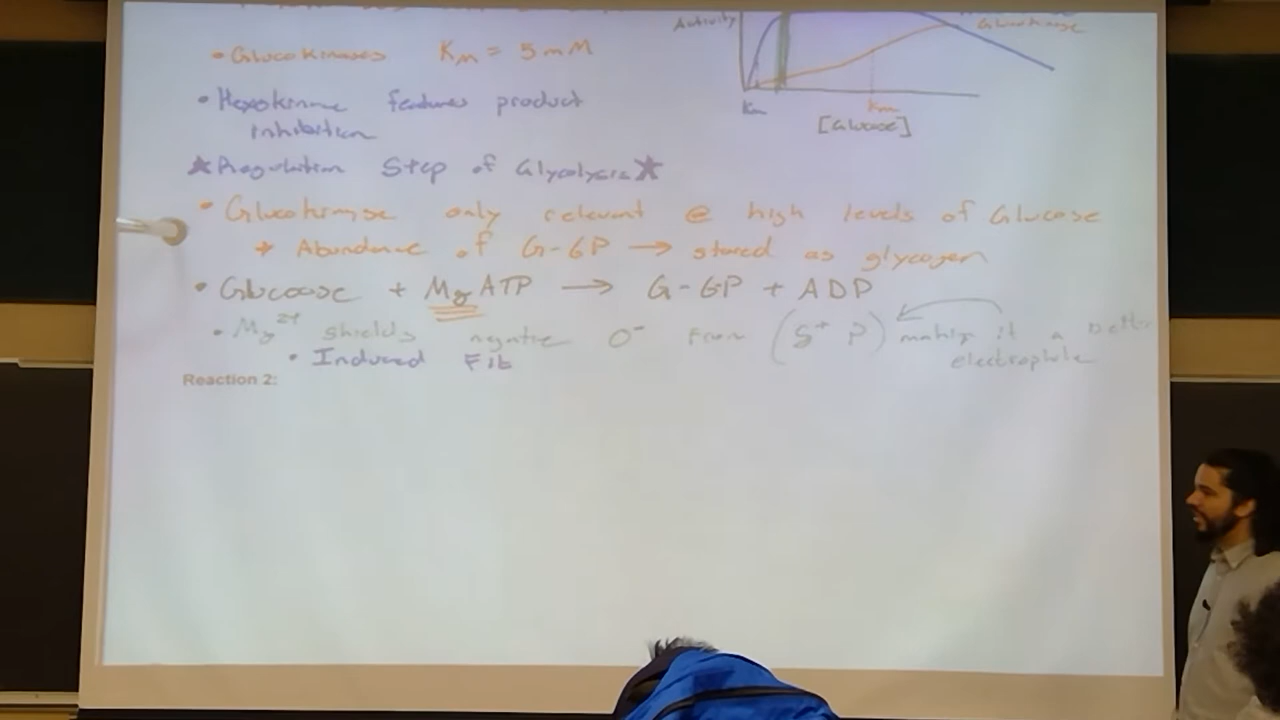 Activity
Glucokinase
• Glucokinases Km = 5 mM
• Hexokinase features product
inhibition
Km Km
[Glucose]
★ Regulation Step of Glycolysis ★
• Glucokinase only relevant @ high levels of Glucose
→ Abundance of G-6P → stored as glycogen
• Glucose + MgATP → G-6P + ADP
• Mg2+ shields negative O- from (δ+ P) making it a better
electrophile
• Induced Fit
Reaction 2: